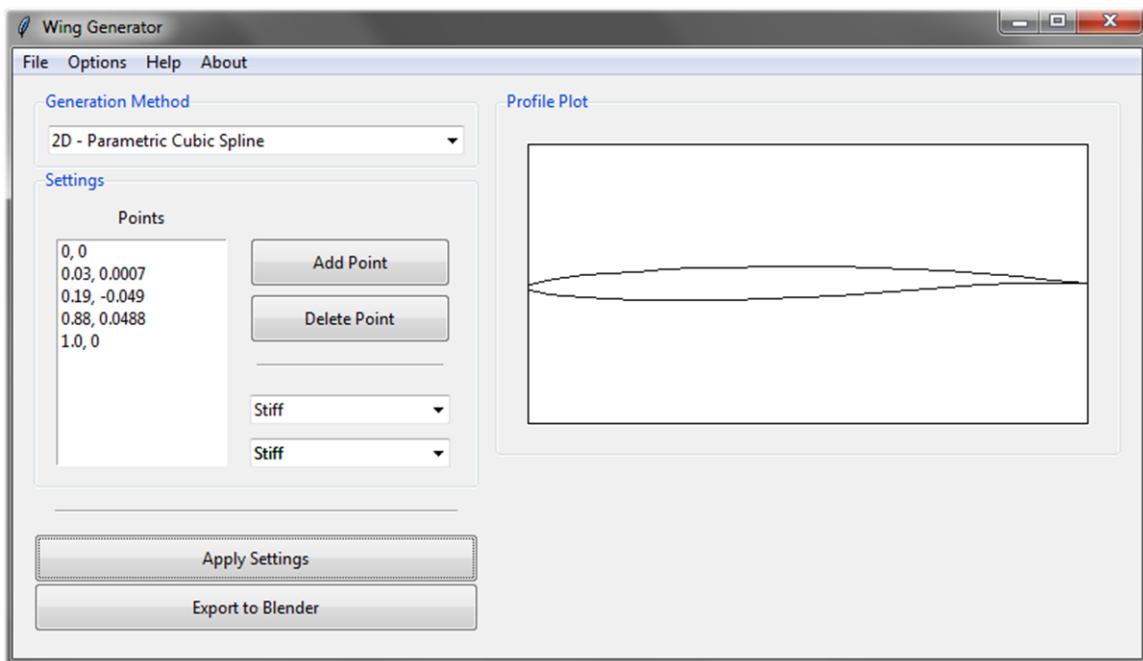 Wing Generator
File Options Help About
Generation Method
2D - Parametric Cubic Spline
Settings
Points
0, 0
0.03, 0.0007
0.19, -0.049
0.88, 0.0488
1.0, 0
Add Point
Delete Point
Stiff
Stiff
Apply Settings
Export to Blender
Profile Plot